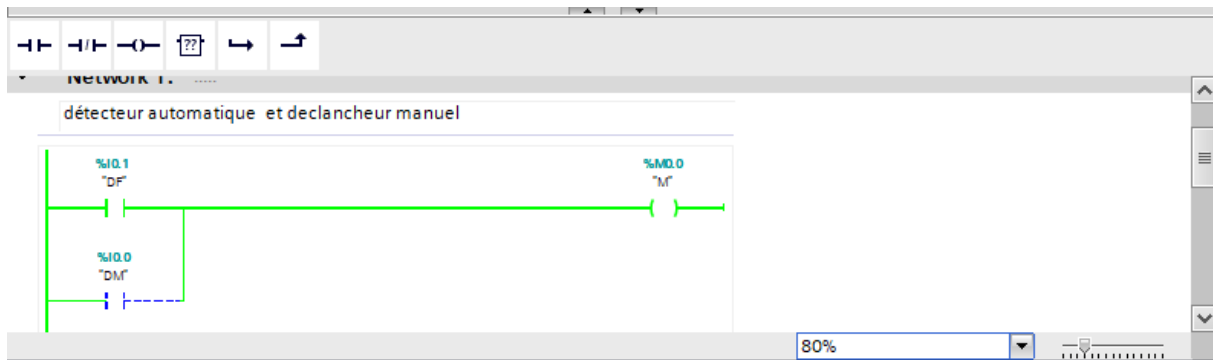 ??
Network 1: .....
détecteur automatique et declancheur manuel
%I0.1
"DF"
%M0.0
"M"
%I0.0
"DM"
80%